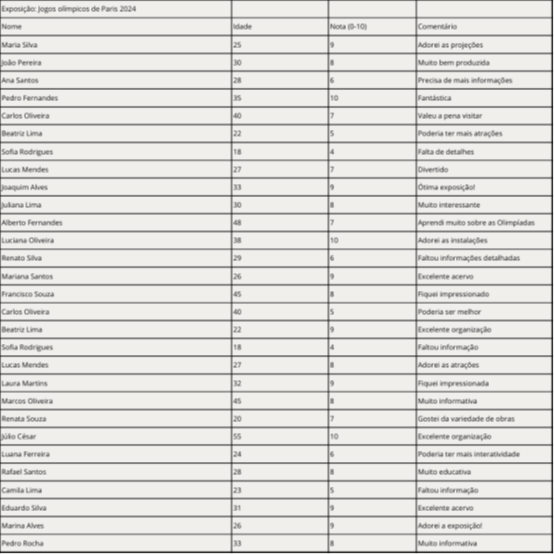 Exposição: Jogos olímpicos de Paris 2024
Nome Idade Nota (0-10) Comentário
Maria Silva 25 9 Adorei as projeções
João Pereira 30 8 Muito bem produzida
Ana Santos 28 6 Precisa de mais informações
Pedro Fernandes 35 10 Fantástica
Carlos Oliveira 40 7 Valeu a pena visitar
Beatriz Lima 22 5 Poderia ter mais atrações
Sofia Rodrigues 18 4 Falta de detalhes
Lucas Mendes 27 7 Divertido
Joaquim Alves 33 9 Ótima exposição!
Juliana Lima 30 8 Muito interessante
Alberto Fernandes 48 7 Aprendi muito sobre as Olimpíadas
Luciana Oliveira 38 10 Adorei as instalações
Renato Silva 29 6 Faltou informações detalhadas
Mariana Santos 26 9 Excelente acervo
Francisco Souza 45 8 Fiquei impressionado
Carlos Oliveira 40 5 Poderia ser melhor
Beatriz Lima 22 9 Excelente organização
Sofia Rodrigues 18 4 Faltou informação
Lucas Mendes 27 8 Adorei as atrações
Laura Martins 32 9 Fiquei impressionada
Marcos Oliveira 45 8 Muito informativa
Renata Souza 20 7 Gostei da variedade de obras
Júlio César 55 10 Excelente organização
Luana Ferreira 24 6 Poderia ter mais interatividade
Rafael Santos 28 8 Muito educativa
Camila Lima 23 5 Faltou informação
Eduardo Silva 31 9 Excelente acervo
Marina Alves 26 9 Adorei a exposição!
Pedro Rocha 33 8 Muito informativa